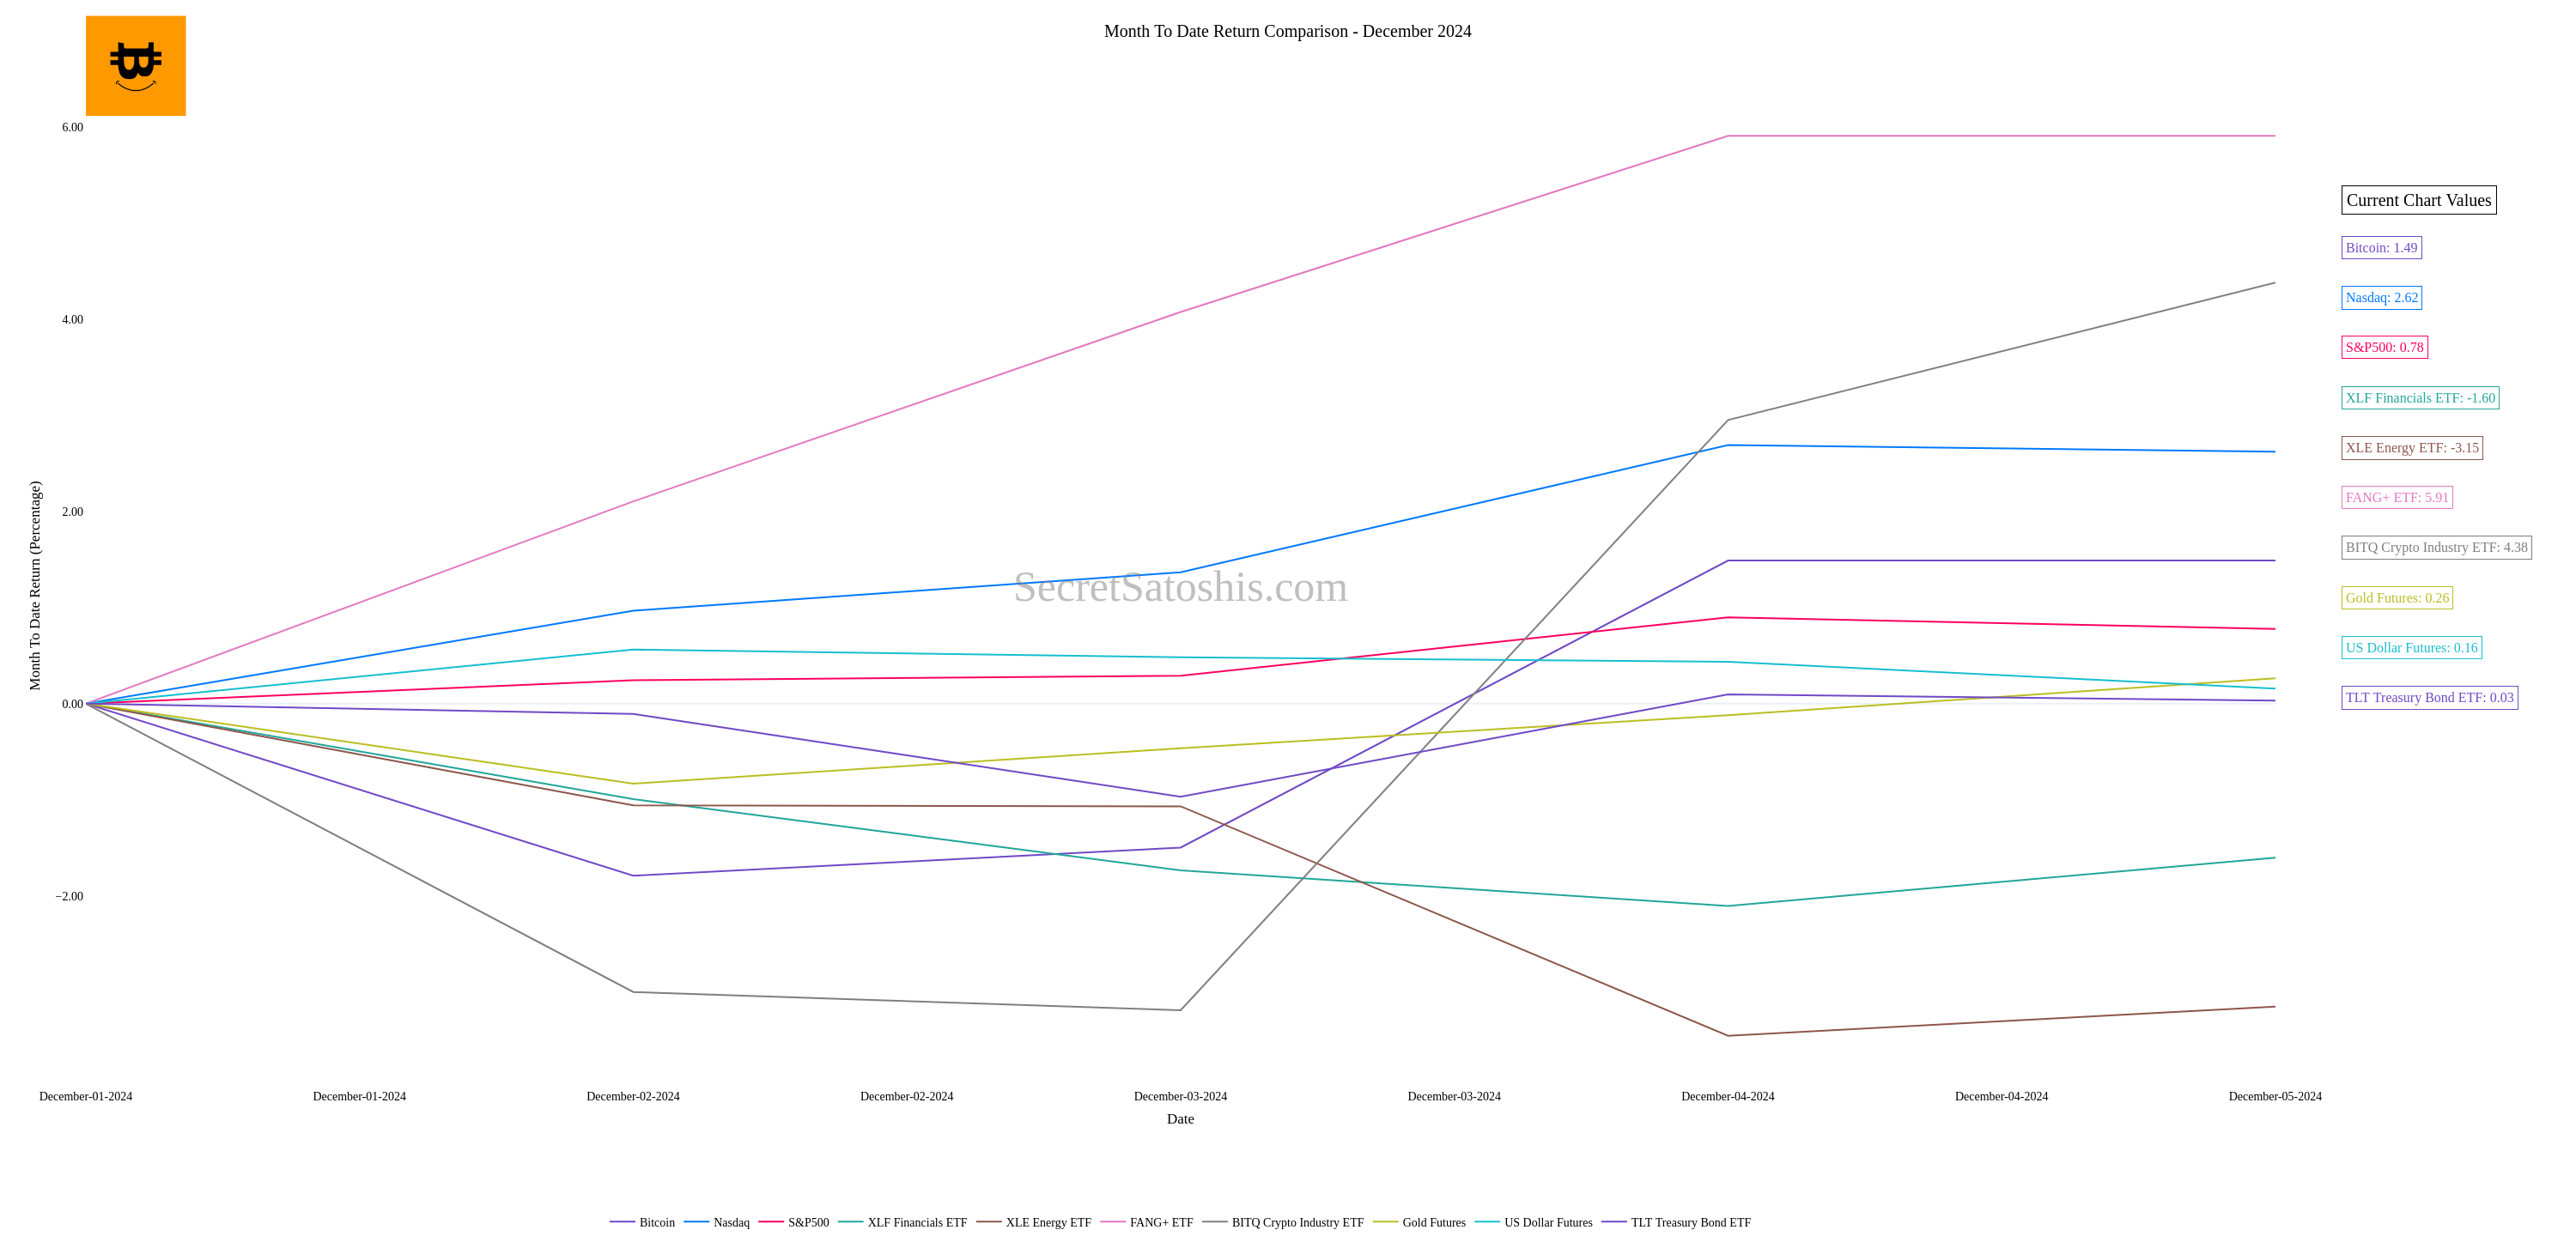 Month To Date Return Comparison - December 2024
6.00
4.00
2.00
0.00
−2.00
Month To Date Return (Percentage)
SecretSatoshis.com
Current Chart Values
Bitcoin: 1.49
Nasdaq: 2.62
S&P500: 0.78
XLF Financials ETF: -1.60
XLE Energy ETF: -3.15
FANG+ ETF: 5.91
BITQ Crypto Industry ETF: 4.38
Gold Futures: 0.26
US Dollar Futures: 0.16
TLT Treasury Bond ETF: 0.03
December-01-2024 December-01-2024 December-02-2024 December-02-2024 December-03-2024 December-03-2024 December-04-2024 December-04-2024 December-05-2024
Date
Bitcoin Nasdaq S&P500 XLF Financials ETF XLE Energy ETF FANG+ ETF BITQ Crypto Industry ETF Gold Futures US Dollar Futures TLT Treasury Bond ETF